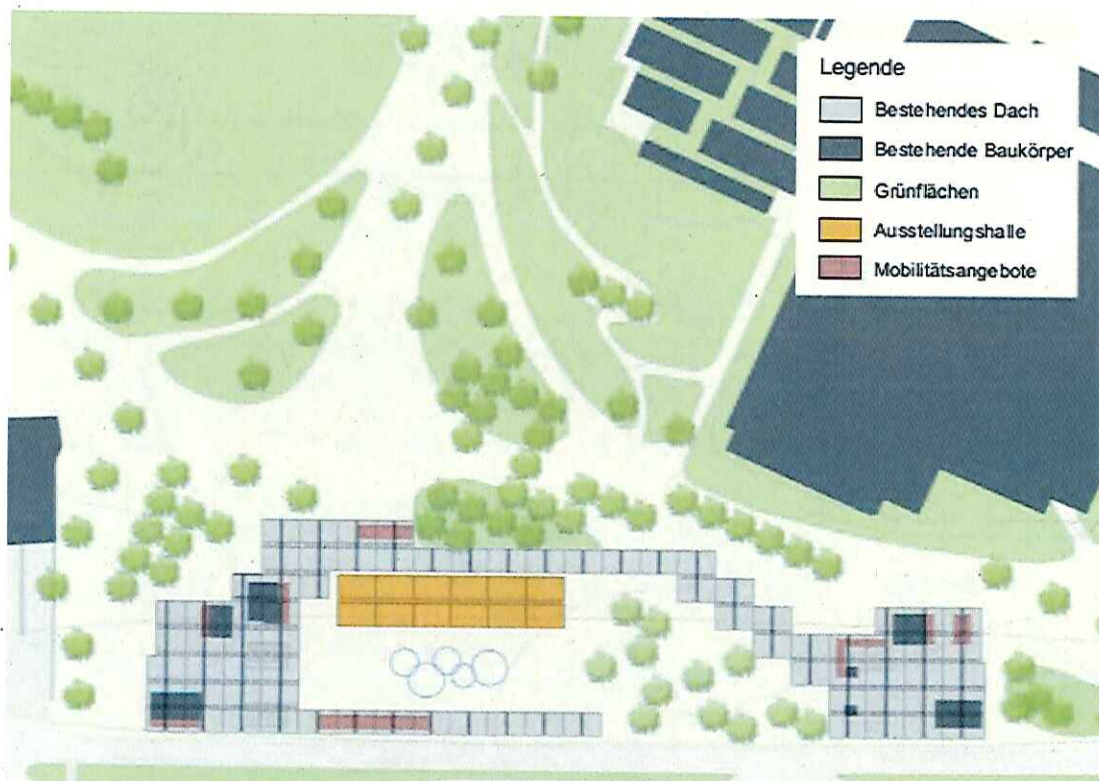 Legende
Bestehendes Dach
Bestehende Baukörper
Grünflächen
Ausstellungshalle
Mobilitätsangebote